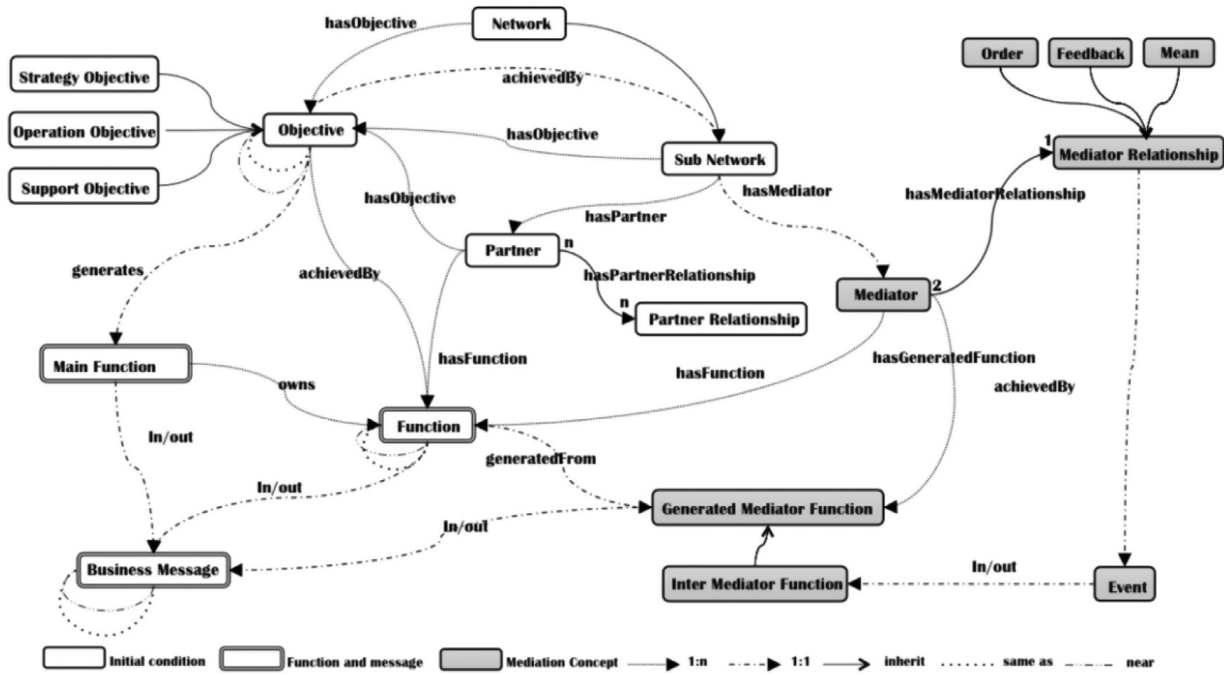 Network
hasObjective
Order
Feedback
Mean
Strategy Objective
achievedBy
Operation Objective
Objective
hasObjective
Sub Network
1
Mediator Relationship
Support Objective
hasObjective
hasMediator
hasMediatorRelationship
hasPartner
Partner
n
generates
achievedBy
hasPartnerRelationship
Mediator
2
n
Partner Relationship
Main Function
hasFunction
hasFunction
hasGeneratedFunction
achievedBy
owns
Function
In/out
generatedFrom
In/out
Generated Mediator Function
In/out
Business Message
Inter Mediator Function
In/out
Event
Initial condition
Function and message
Mediation Concept
1:n
1:1
inherit
same as
near